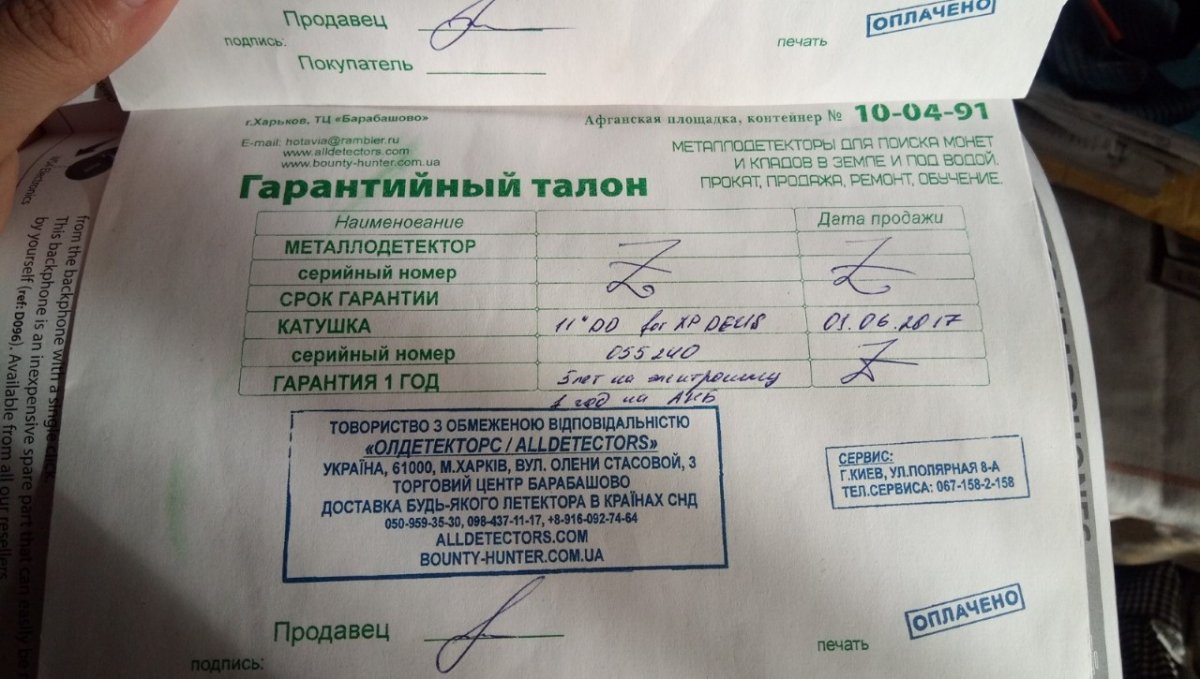 Продавец
ОПЛАЧЕНО
подпись:
печать
Покупатель
г.Харьков, ТЦ «Барабашово»
Афганская площадка, контейнер № 10-04-91
E-mail: hotavia@rambler.ru
www.alldetectors.com
www.bounty-hunter.com.ua
МЕТАЛЛОДЕТЕКТОРЫ ДЛЯ ПОИСКА МОНЕТ
И КЛАДОВ В ЗЕМЛЕ И ПОД ВОДОЙ.
ПРОКАТ, ПРОДАЖА, РЕМОНТ, ОБУЧЕНИЕ.
Гарантийный талон
Наименование Дата продажи
МЕТАЛЛОДЕТЕКТОР
серийный номер
СРОК ГАРАНТИИ
КАТУШКА 11" DD for XP DEUS 01.06.2017
серийный номер 055240
ГАРАНТИЯ 1 ГОД 5 лет на электронику
1 год на АКБ
ТОВОРИСТВО З ОБМЕЖЕНОЮ ВІДПОВІДАЛЬНІСТЮ
«ОЛДЕТЕКТОРС / ALLDETECTORS»
УКРАЇНА, 61000, М.ХАРКІВ, ВУЛ. ОЛЕНИ СТАСОВОЙ, 3
ТОРГОВИЙ ЦЕНТР БАРАБАШОВО
ДОСТАВКА БУДЬ-ЯКОГО ЛЕТЕКТОРА В КРАЇНАХ СНД
050-959-35-30, 098-437-11-17, +8-916-092-74-64
ALLDETECTORS.COM
BOUNTY-HUNTER.COM.UA
СЕРВИС:
Г.КИЕВ, УЛ.ПОЛЯРНАЯ 8-А
ТЕЛ.СЕРВИСА: 067-158-2-158
Продавец
ОПЛАЧЕНО
подпись:
печать
from the backphone with a single click.
This backphone is an inexpensive spare part that can easily be
by yourself (ref: D096). Available from all our resellers